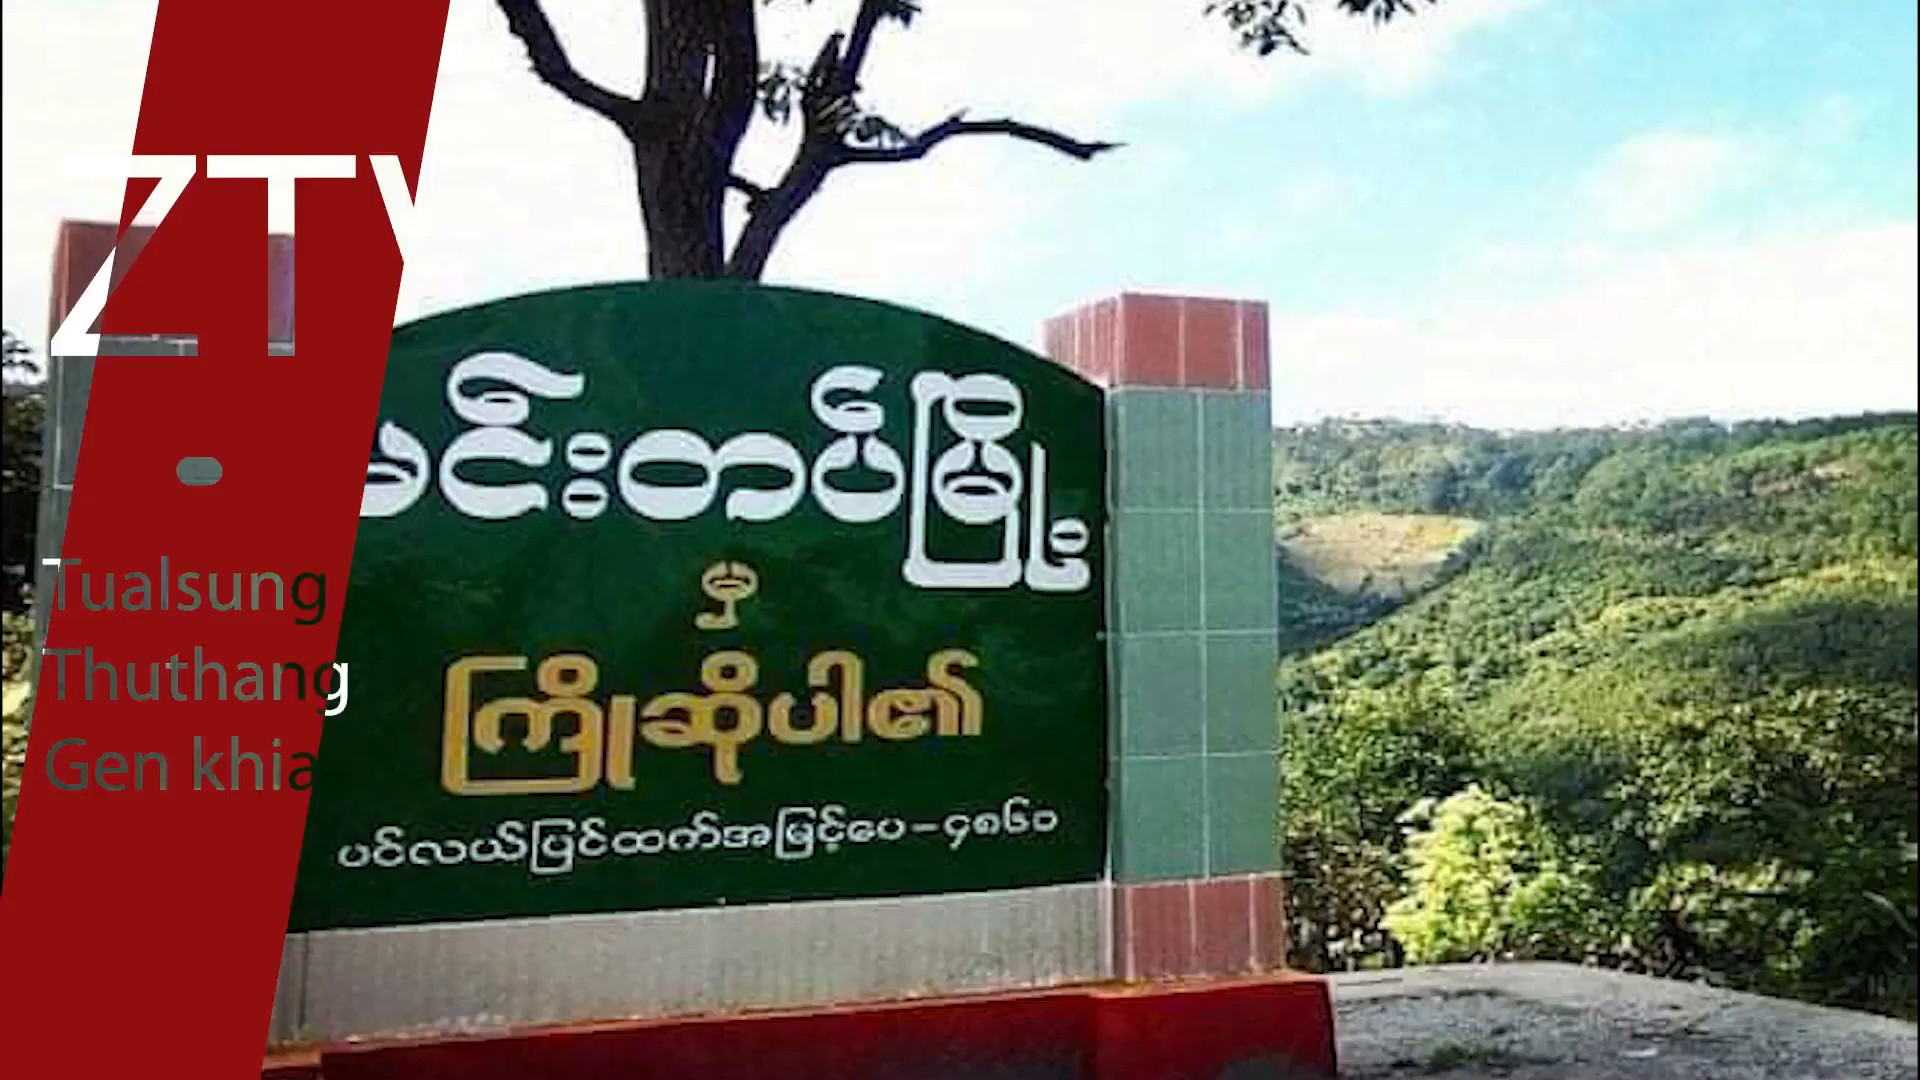 ZTV
Tualsung
Thuthang
Gen khia
မင်းတပ်မြို့
မှ
ကြိုဆိုပါ၏
ပင်လယ်ပြင်ထက်အမြင့်ပေ-၄၈၆၀